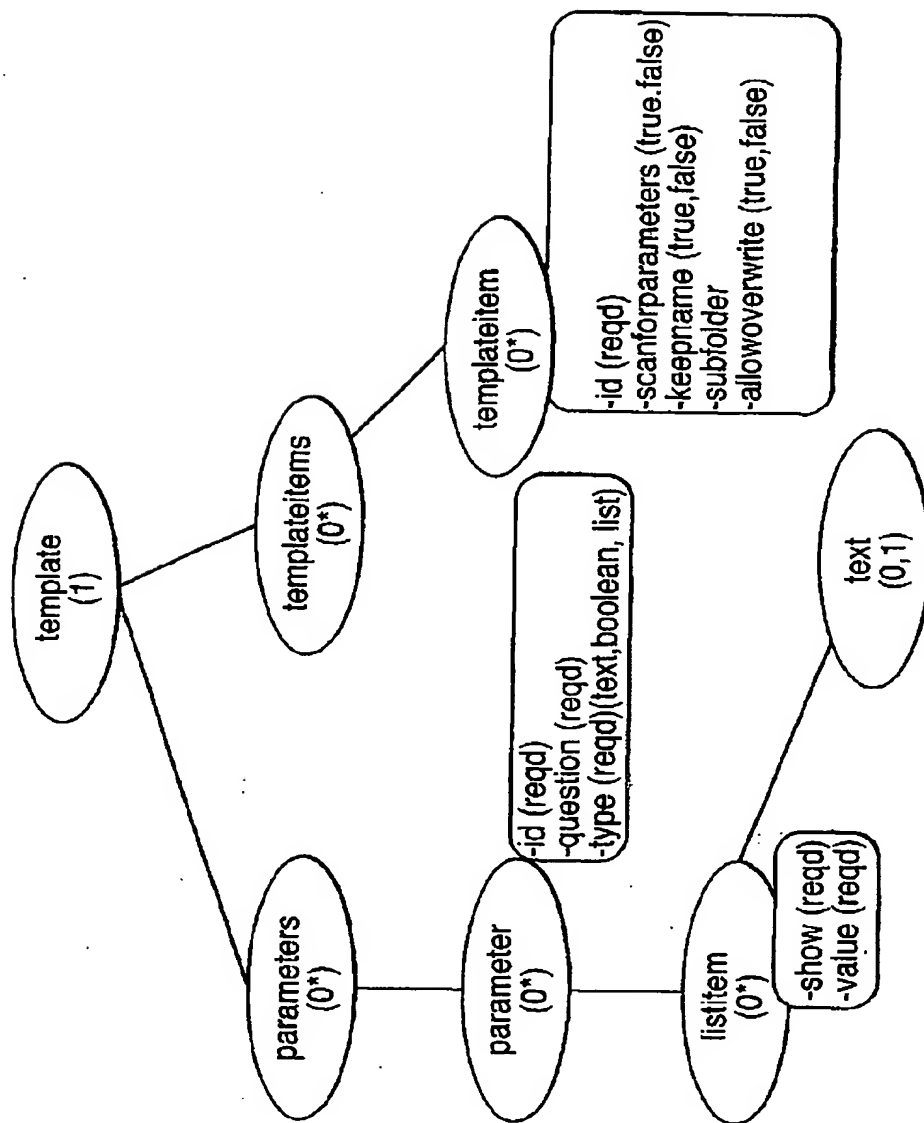 template
(1)
parameters
(0*)
templateitems
(0*)
parameter
(0*)
-id (reqd)
-question (reqd)
-type (reqd)(text,boolean, list)
templateitem
(0*)
-id (reqd)
-scanforparameters (true.false)
-keepname (true,false)
-subfolder
-allowoverwrite (true,false)
listitem
(0*)
-show (reqd)
-value (reqd)
text
(0,1)